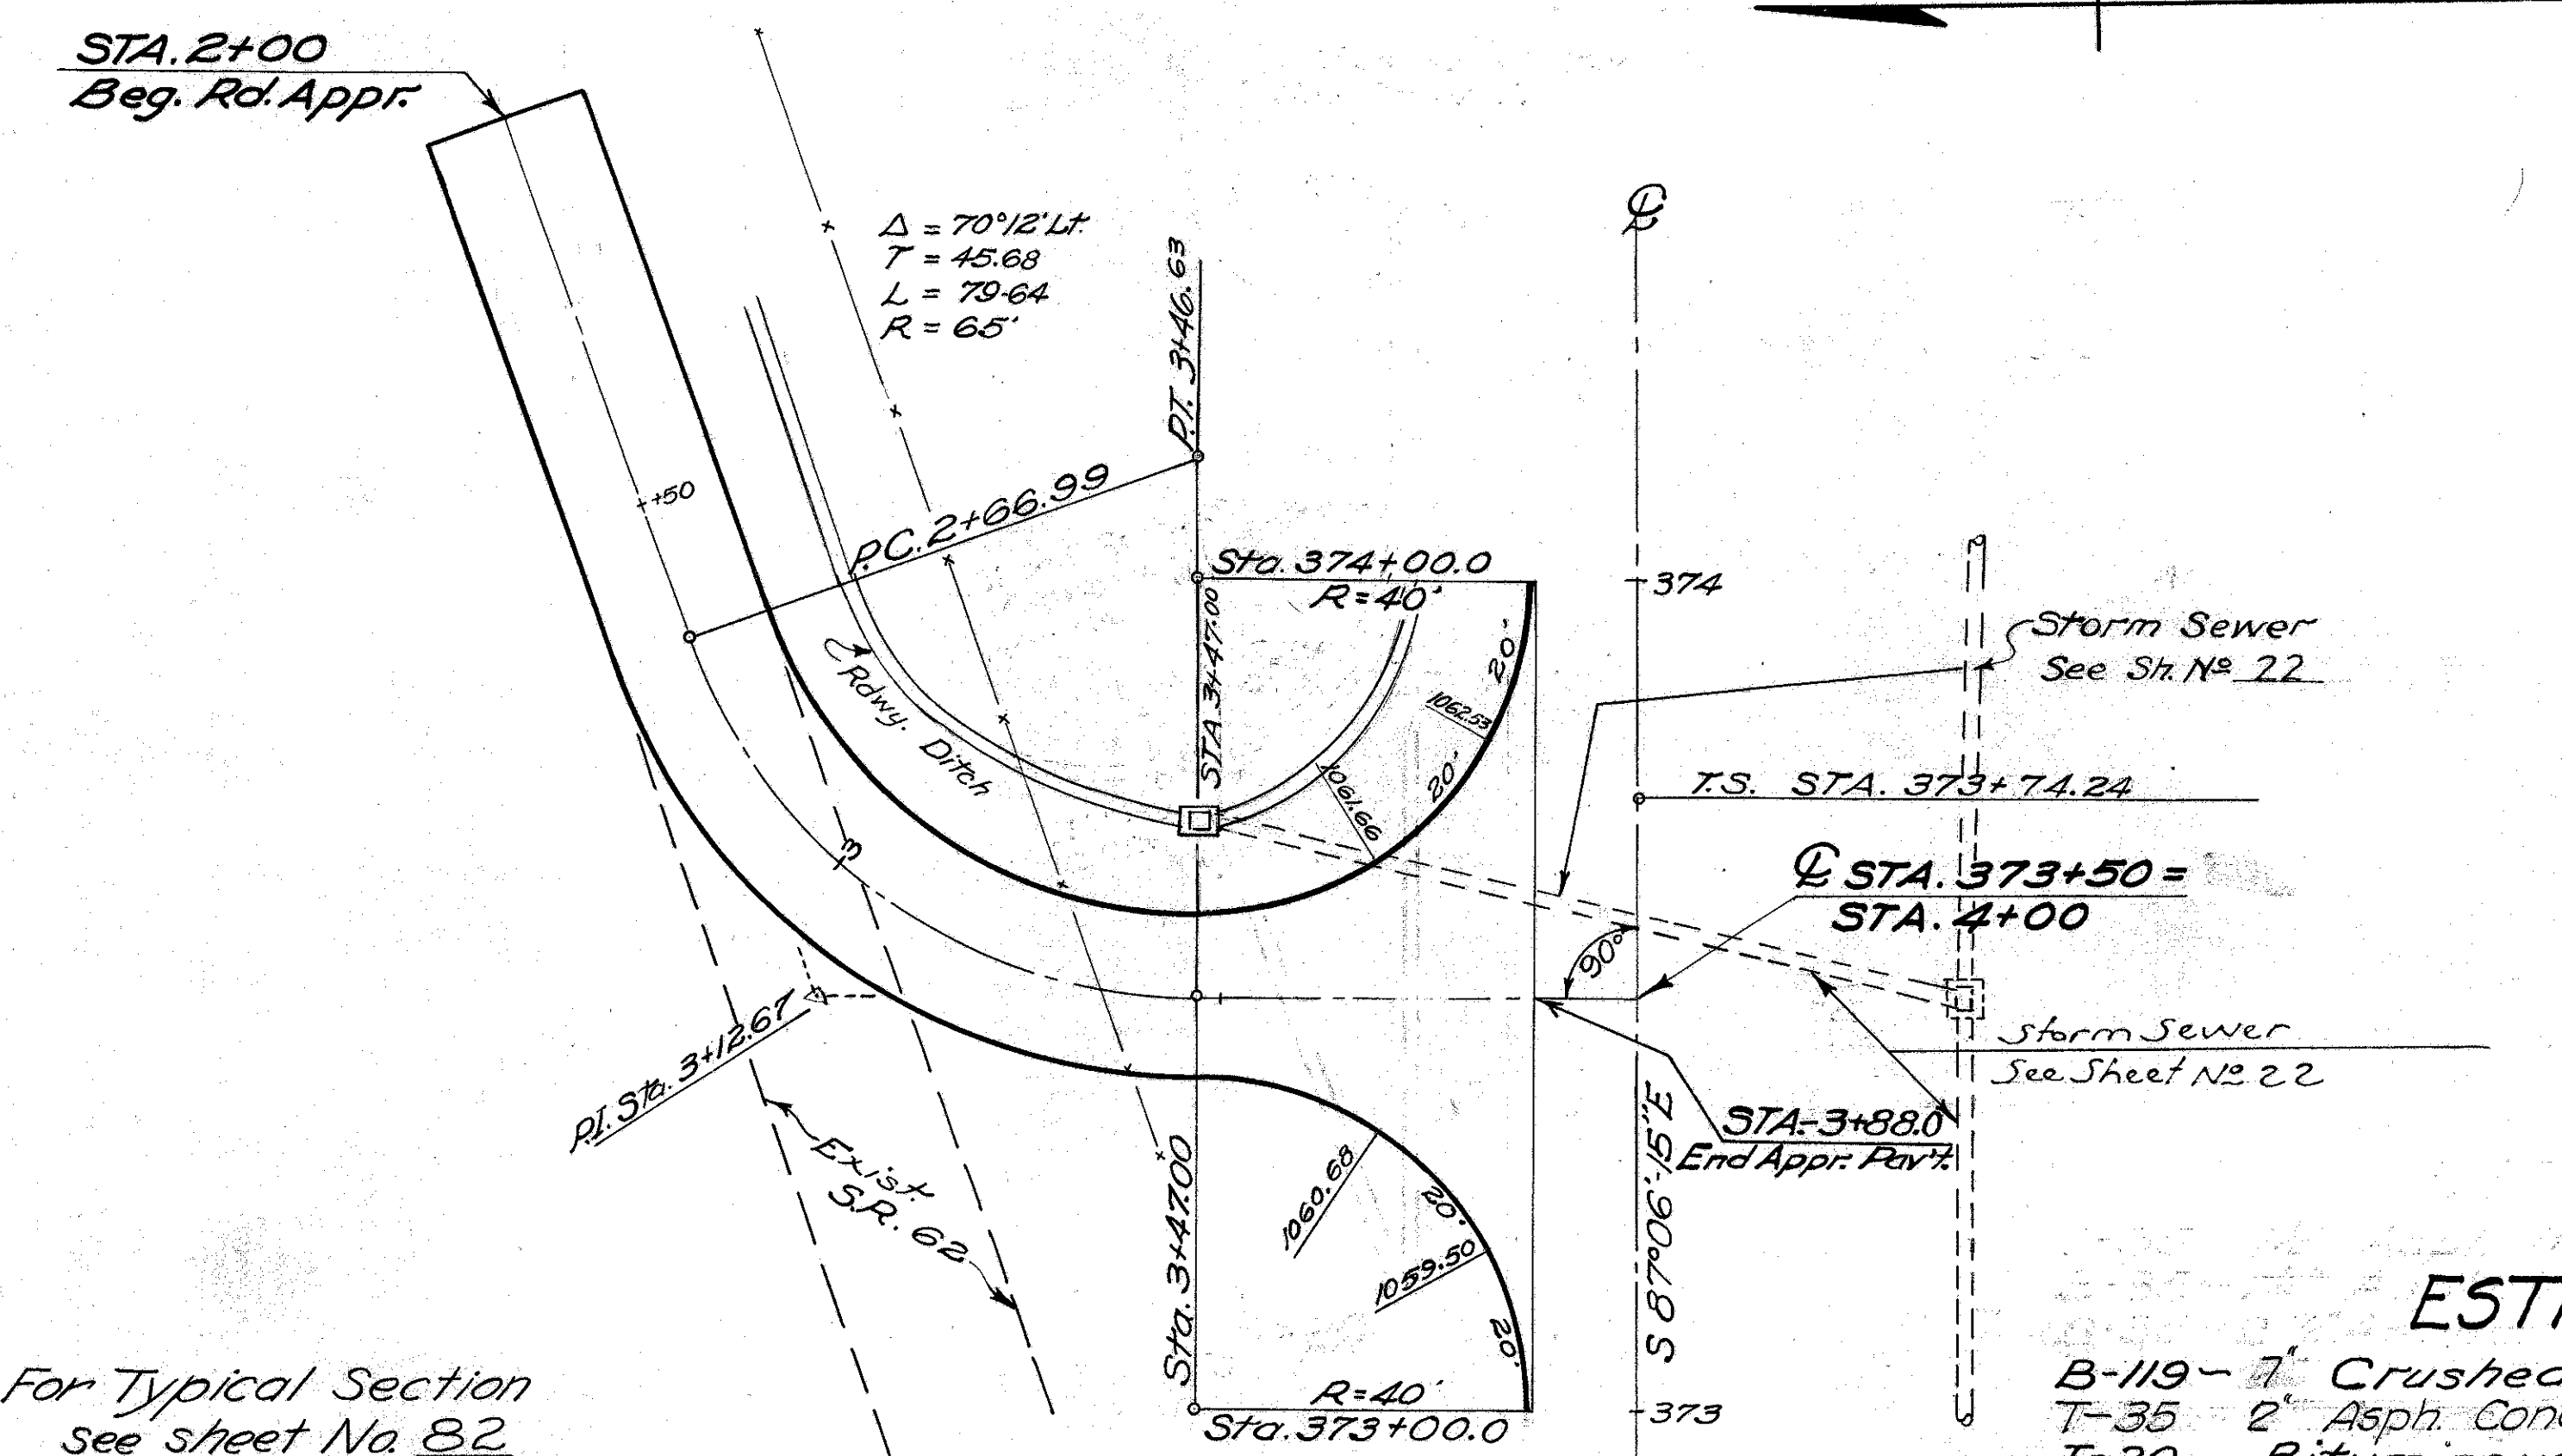 STA. 2+00
Beg. Rd. Appr.
Δ = 70°12' Lt.
T = 45.68
L = 79.64
R = 65'
P.T. 3+46.63
℄
+50
P.C. 2+66.99
Sta. 374+00.0
R=40'
374
STA 3+47.00
20'
1062.53
20'
1061.66
Storm Sewer
See Sh. Nº 22
Rdwy. Ditch
T.S. STA. 373+74.24
3
℄ STA. 373+50 =
STA. 4+00
90°
P.I. Sta. 3+12.67
Storm Sewer
See Sheet Nº 22
STA-3+88.0
End Appr. Pav't.
Exist.
S.R. 62
S 87°06'-15" E
Sta. 3+47.00
1060.68
20'
1059.50
20'
R=40'
Sta. 373+00.0
373
For Typical Section
see sheet No. 82
B-119~ 7" Crushed
T-35 2" Asph.